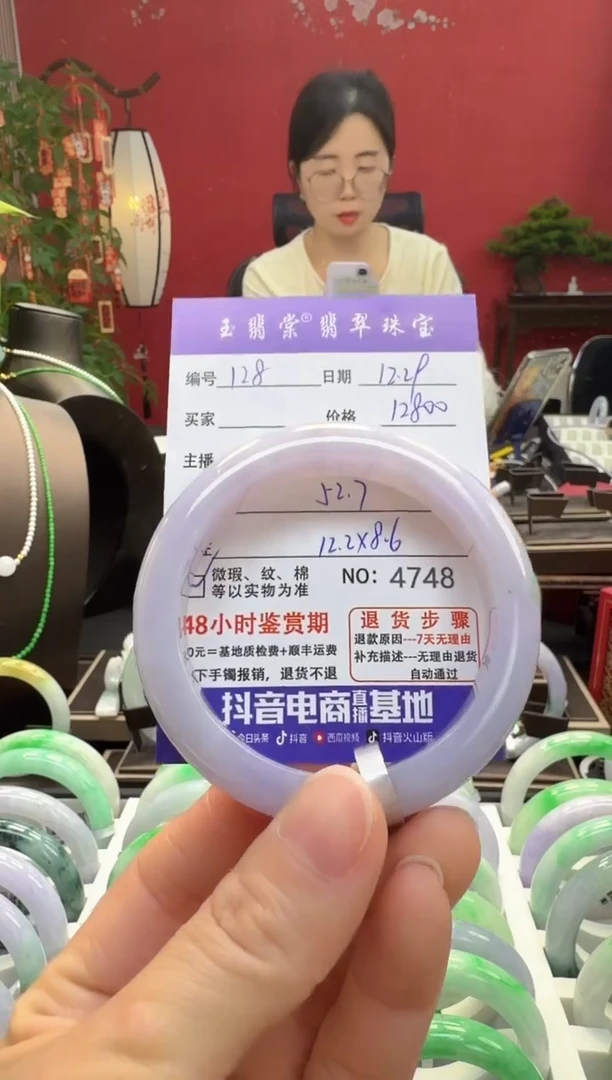 玉翡棠®翡翠珠宝
编号 128 日期 12.29
买家 价格 12800
主播
52.7
12.2X8.6
微瑕、纹、棉
等以实物为准
NO: 4748
48小时鉴赏期
0元=基地质检费+顺丰运费
下手镯报销，退货不退
退货步骤
退款原因---7天无理由
补充描述---无理由退货
自动通过
抖音电商直播基地
今日头条 抖音 西瓜视频 抖音火山版